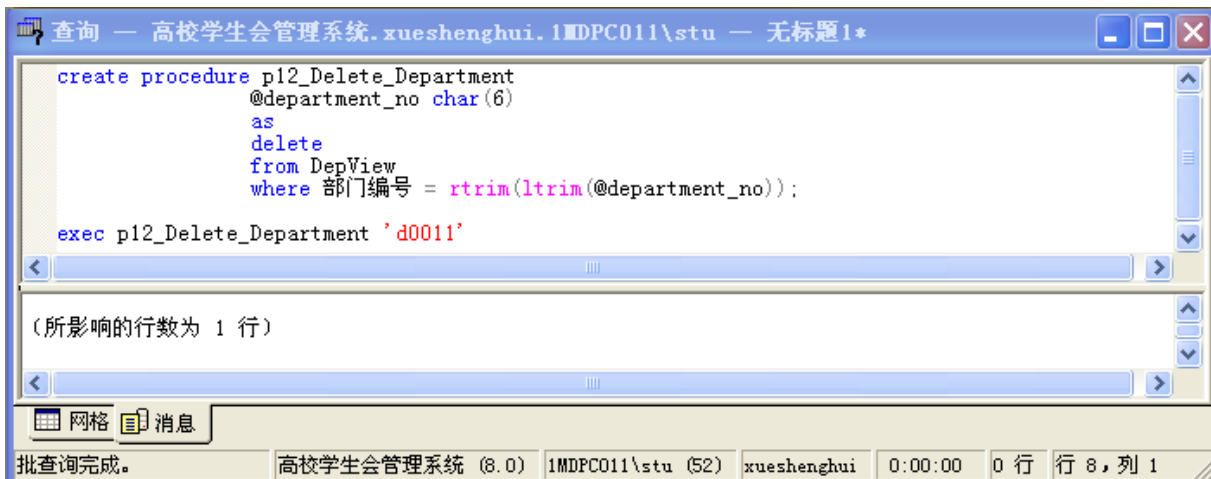 查询 — 高校学生会管理系统.xueshenghui.1MDPC011\stu — 无标题1*
create procedure p12_Delete_Department
@department_no char(6)
as
delete
from DepView
where 部门编号 = rtrim(ltrim(@department_no));
exec p12_Delete_Department 'd0011'
（所影响的行数为 1 行）
网格 消息
批查询完成。 高校学生会管理系统 (8.0) 1MDPC011\stu (52) xueshenghui 0:00:00 0 行 行 8，列 1